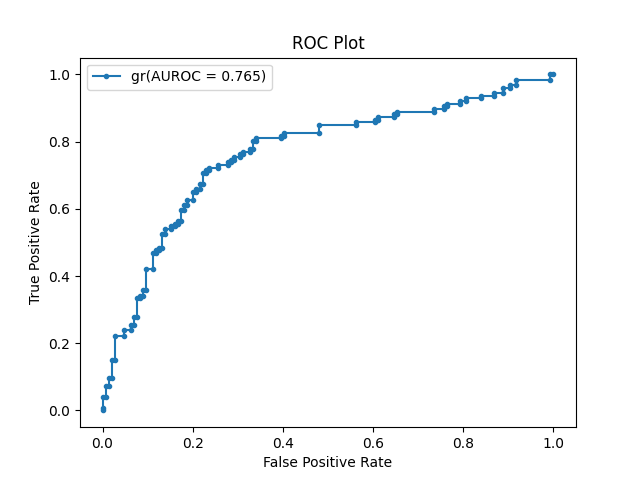 ROC Plot
gr(AUROC = 0.765)
True Positive Rate
1.0
0.8
0.6
0.4
0.2
0.0
0.0 0.2 0.4 0.6 0.8 1.0
False Positive Rate